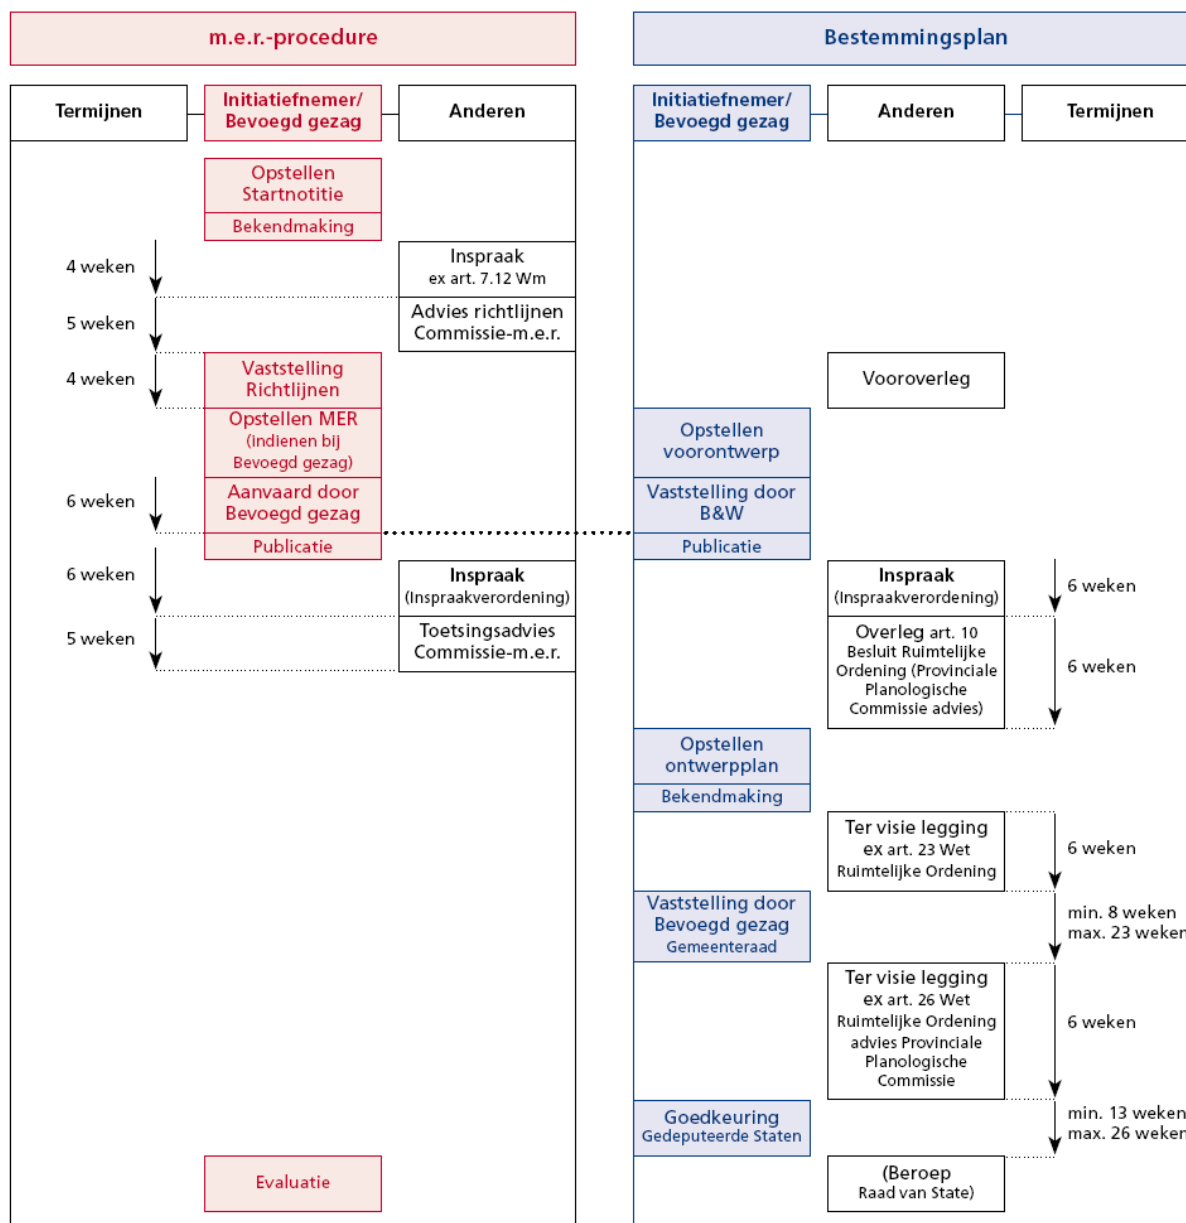 m.e.r.-procedure
Termijnen
Initiatiefnemer/
Bevoegd gezag
Anderen
Opstellen
Startnotitie
Bekendmaking
4 weken
Inspraak
ex art. 7.12 Wm
5 weken
Advies richtlijnen
Commissie-m.e.r.
4 weken
Vaststelling
Richtlijnen
Opstellen MER
(indienen bij
Bevoegd gezag)
6 weken
Aanvaard door
Bevoegd gezag
Publicatie
6 weken
Inspraak
(Inspraakverordening)
5 weken
Toetsingsadvies
Commissie-m.e.r.
Evaluatie
Bestemmingsplan
Initiatiefnemer/
Bevoegd gezag
Anderen
Termijnen
Vooroverleg
Opstellen
voorontwerp
Vaststelling door
B&W
Publicatie
Inspraak
(Inspraakverordening)
6 weken
Overleg art. 10
Besluit Ruimtelijke
Ordening (Provinciale
Planologische
Commissie advies)
6 weken
Opstellen
ontwerpplan
Bekendmaking
Ter visie legging
ex art. 23 Wet
Ruimtelijke Ordening
6 weken
Vaststelling door
Bevoegd gezag
Gemeenteraad
min. 8 weken
max. 23 weken
Ter visie legging
ex art. 26 Wet
Ruimtelijke Ordening
advies Provinciale
Planologische
Commissie
6 weken
Goedkeuring
Gedeputeerde Staten
min. 13 weken
max. 26 weken
(Beroep
Raad van State)